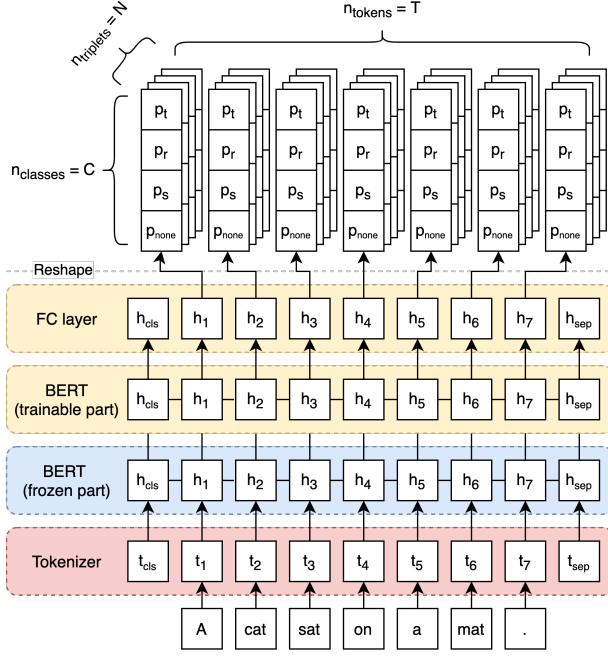 n_tokens = T
n_triplets = N
n_classes = C
p_t p_t p_t p_t p_t p_t p_t
p_r p_r p_r p_r p_r p_r p_r
p_s p_s p_s p_s p_s p_s p_s
p_none p_none p_none p_none p_none p_none p_none
Reshape
FC layer h_cls h_1 h_2 h_3 h_4 h_5 h_6 h_7 h_sep
BERT
(trainable part) h_cls h_1 h_2 h_3 h_4 h_5 h_6 h_7 h_sep
BERT
(frozen part) h_cls h_1 h_2 h_3 h_4 h_5 h_6 h_7 h_sep
Tokenizer t_cls t_1 t_2 t_3 t_4 t_5 t_6 t_7 t_sep
A cat sat on a mat .